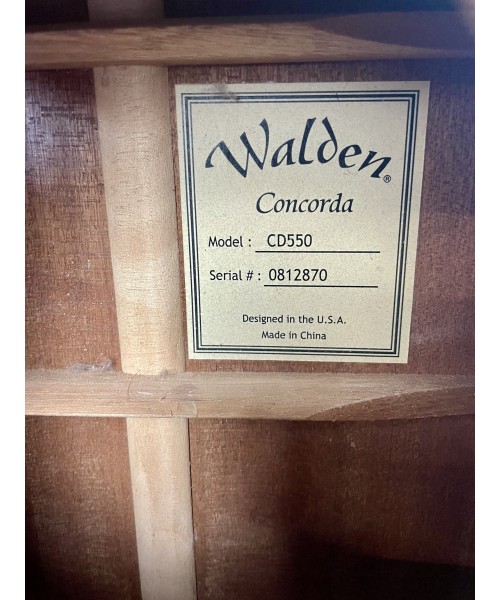 Walden®
Concorda
Model : CD550
Serial # : 0812870
Designed in the U.S.A.
Made in China